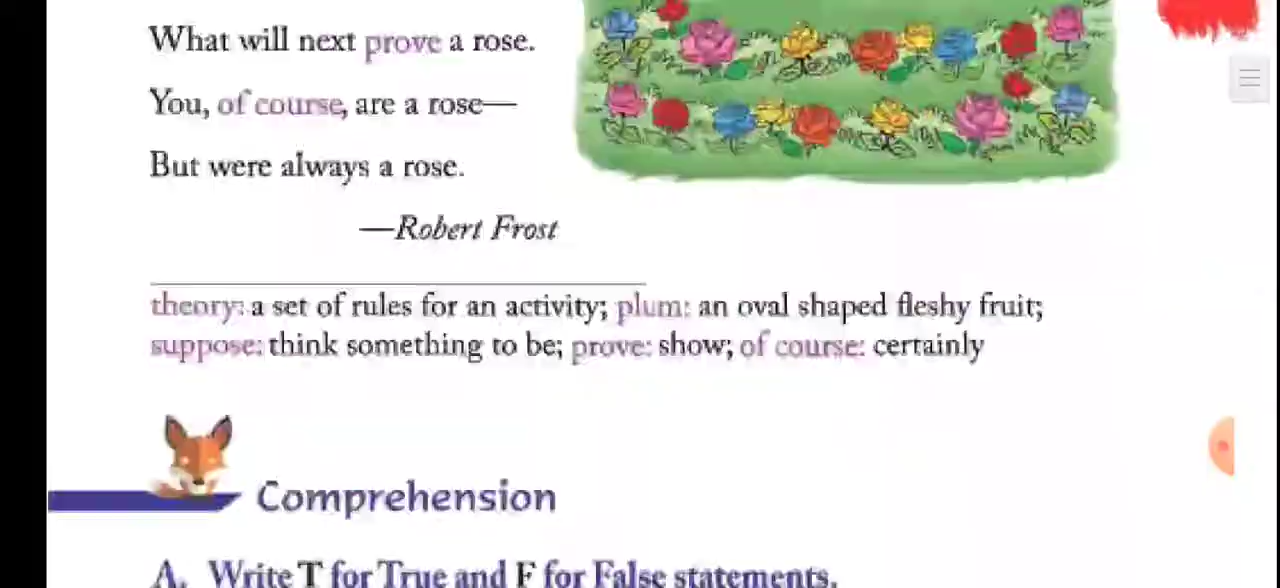 What will next prove a rose.
You, of course, are a rose—
But were always a rose.
—Robert Frost
theory: a set of rules for an activity; plum: an oval shaped fleshy fruit;
suppose: think something to be; prove: show; of course: certainly
Comprehension
A. Write T for True and F for False statements.